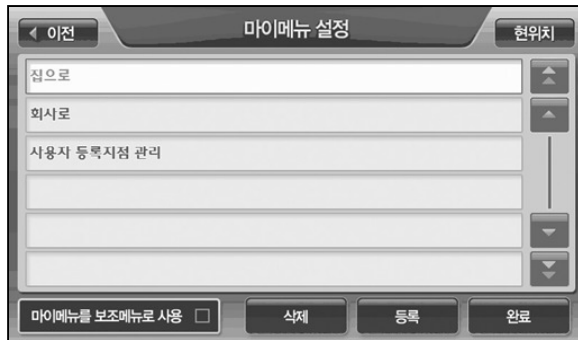 이전
마이메뉴 설정
현위치
집으로
회사로
사용자 등록지점 관리
마이메뉴를 보조메뉴로 사용
삭제
등록
완료